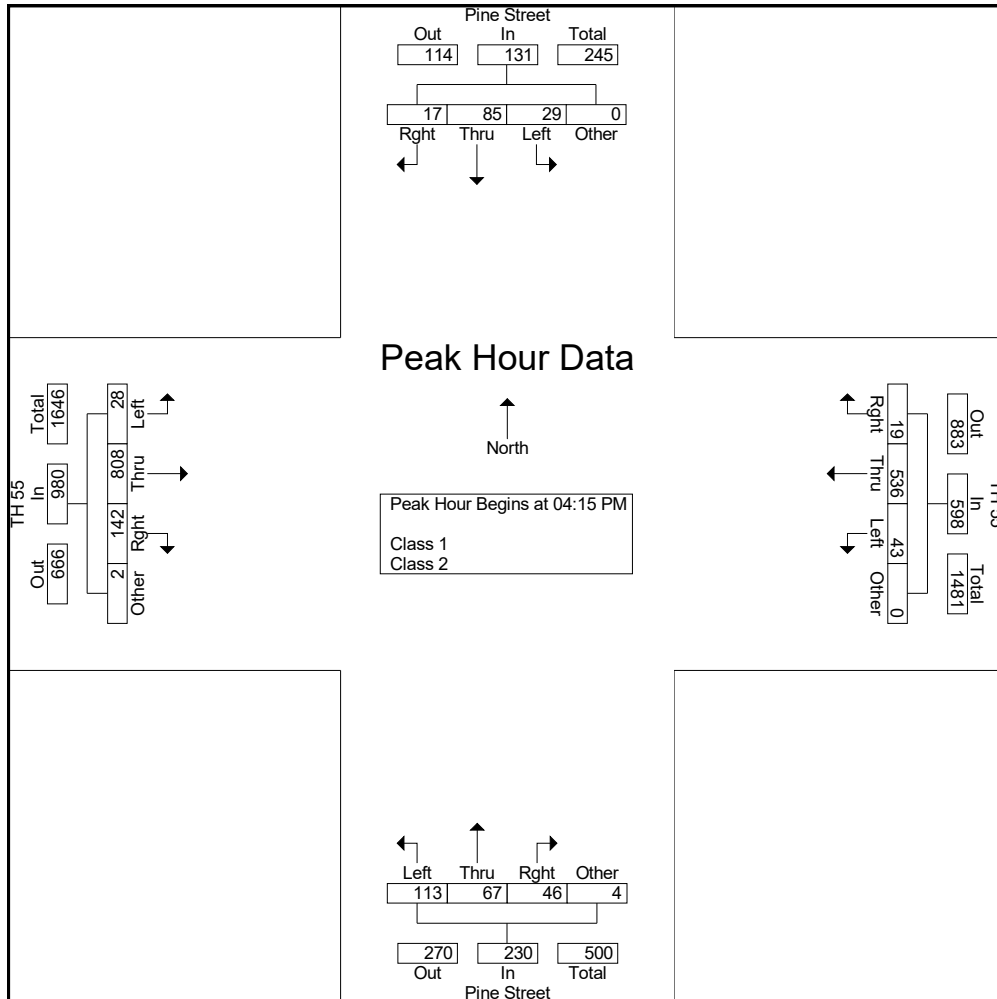 Pine Street
Out In Total
114 131 245
17 85 29 0
Rght Thru Left Other
Peak Hour Data
North
Peak Hour Begins at 04:15 PM
Class 1
Class 2
TH 55
Total In Out
1646 980 666
28 808 142 2
Left Thru Rght Other
Out In Total
883 598 1481
19 536 43 0
Rght Thru Left Other
Left Thru Rght Other
113 67 46 4
270 230 500
Out In Total
Pine Street